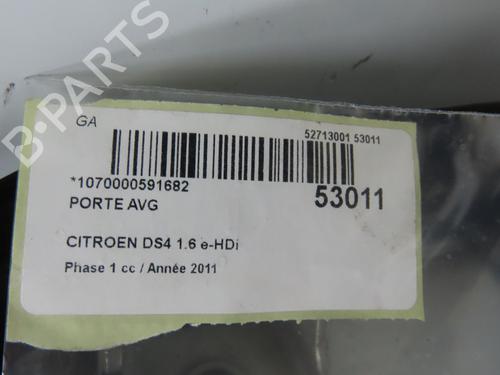 B-PARTS
GA
52713001 53011
*1070000591682
53011
PORTE AVG
CITROEN DS4 1.6 e-HDi
Phase 1 cc / Année 2011